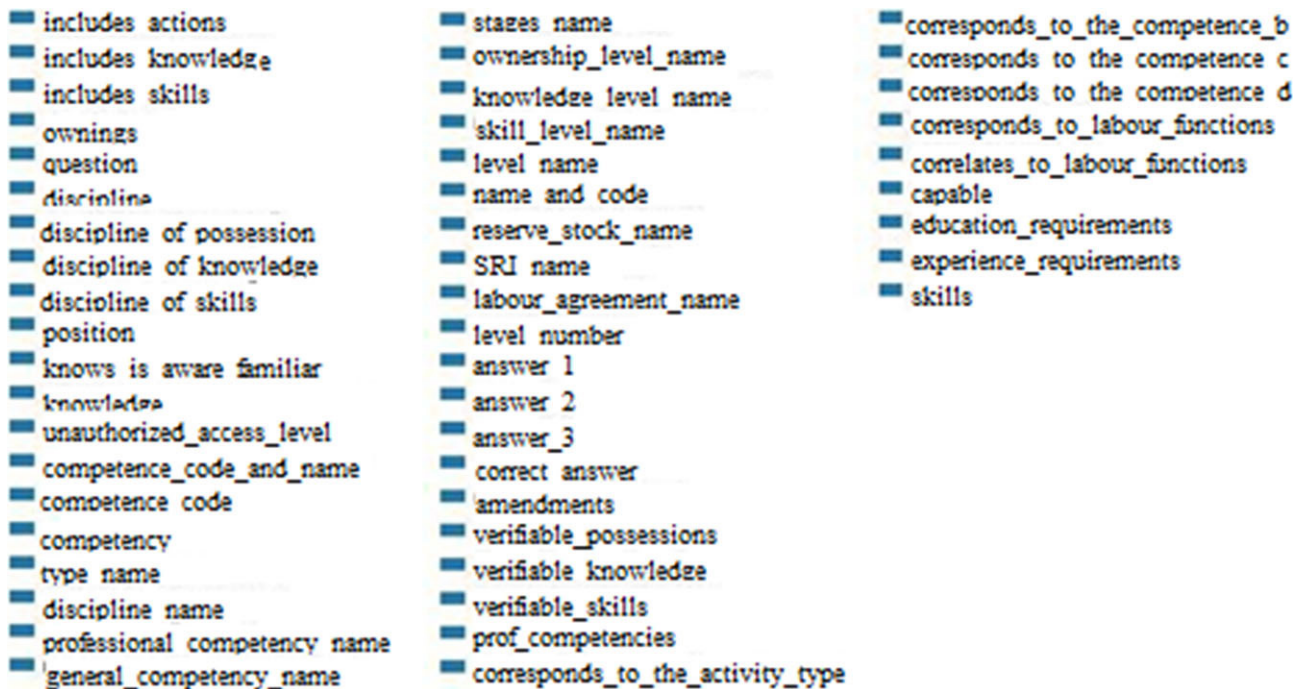 includes actions
includes knowledge
includes skills
ownings
question
discipline
discipline of possession
discipline of knowledge
discipline of skills
position
knows is aware familiar
knowledge
unauthorized_access_level
competence_code_and_name
competence code
competency
type name
discipline name
professional competency name
general_competency_name
stages name
ownership_level_name
knowledge level name
skill_level_name
level name
name and code
reserve_stock_name
SRI name
labour_agreement_name
level number
answer 1
answer 2
answer_3
correct answer
amendments
verifiable_possessions
verifiable knowledge
verifiable_skills
prof_competencies
corresponds_to_the_activity_type
corresponds_to_the_competence_b
corresponds to the competence c
corresponds to the competence d
corresponds_to_labour_functions
correlates_to_labour_functions
capable
education_requirements
experience_requirements
skills